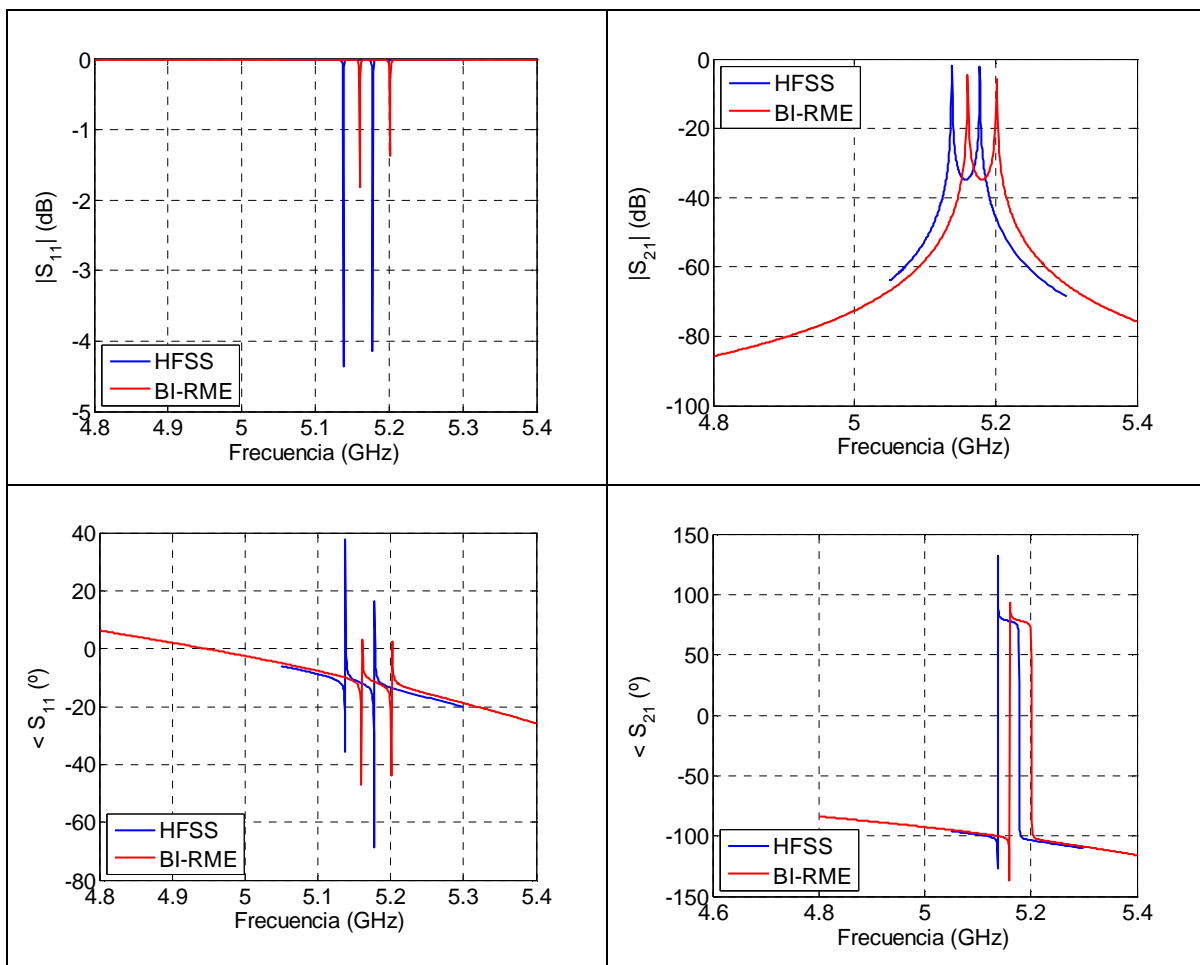 0
-1
-2
-3
-4
-5
|S11| (dB)
HFSS
BI-RME
4.8 4.9 5 5.1 5.2 5.3 5.4
Frecuencia (GHz)
0
-20
-40
-60
-80
-100
|S21| (dB)
HFSS
BI-RME
4.8 5 5.2 5.4
Frecuencia (GHz)
40
20
0
-20
-40
-60
-80
< S11 (º)
HFSS
BI-RME
4.8 4.9 5 5.1 5.2 5.3 5.4
Frecuencia (GHz)
150
100
50
0
-50
-100
-150
< S21 (º)
HFSS
BI-RME
4.6 4.8 5 5.2 5.4
Frecuencia (GHz)